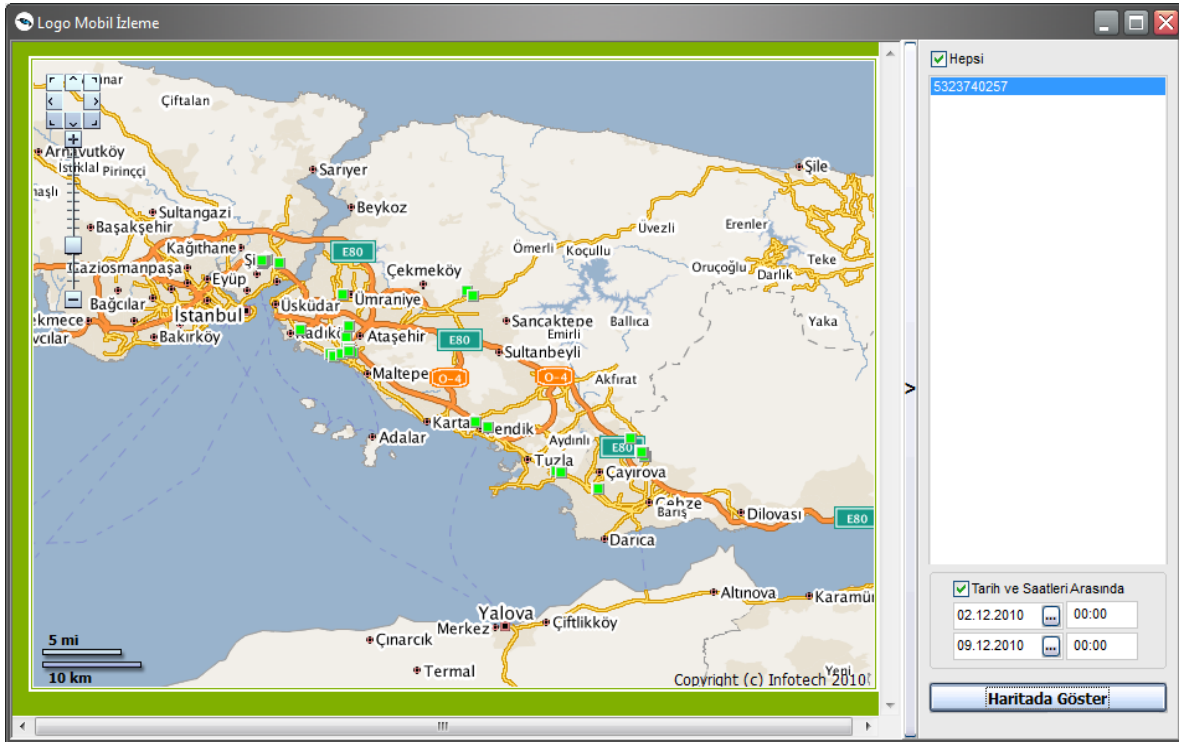 Logo Mobil İzleme
Hepsi
5323740257
Çiftalan
Arnavutköy
İstiklal Pirinççi
Sarıyer
Şile
Beykoz
Sultangazi
Başakşehir
Üvezli
Erenler
Kağıthane
E80
Ömerli Koçullu
Teke
Gaziosmanpaşa
Çekmeköy
Oruçoğlu
Darlık
Eyüp
Bağcılar
Üsküdar
Ümraniye
İstanbul
Sancaktepe
Ballıca
Yaka
Emirli
Bakırköy
Ataşehir
E80
Sultanbeyli
Maltepe
O-4
O-4
Akfırat
Adalar
Aydınlı
E80
Tuzla
Çayırova
Gebze
Barış
Dilovası
E80
Darıca
Altınova
Yalova
Merkez
Çiftlikköy
Çınarcık
Termal
Yeni
5 mi
10 km
Copyright (c) Infotech 2010
>
Tarih ve Saatleri Arasında
02.12.2010 ... 00:00
09.12.2010 ... 00:00
Haritada Göster